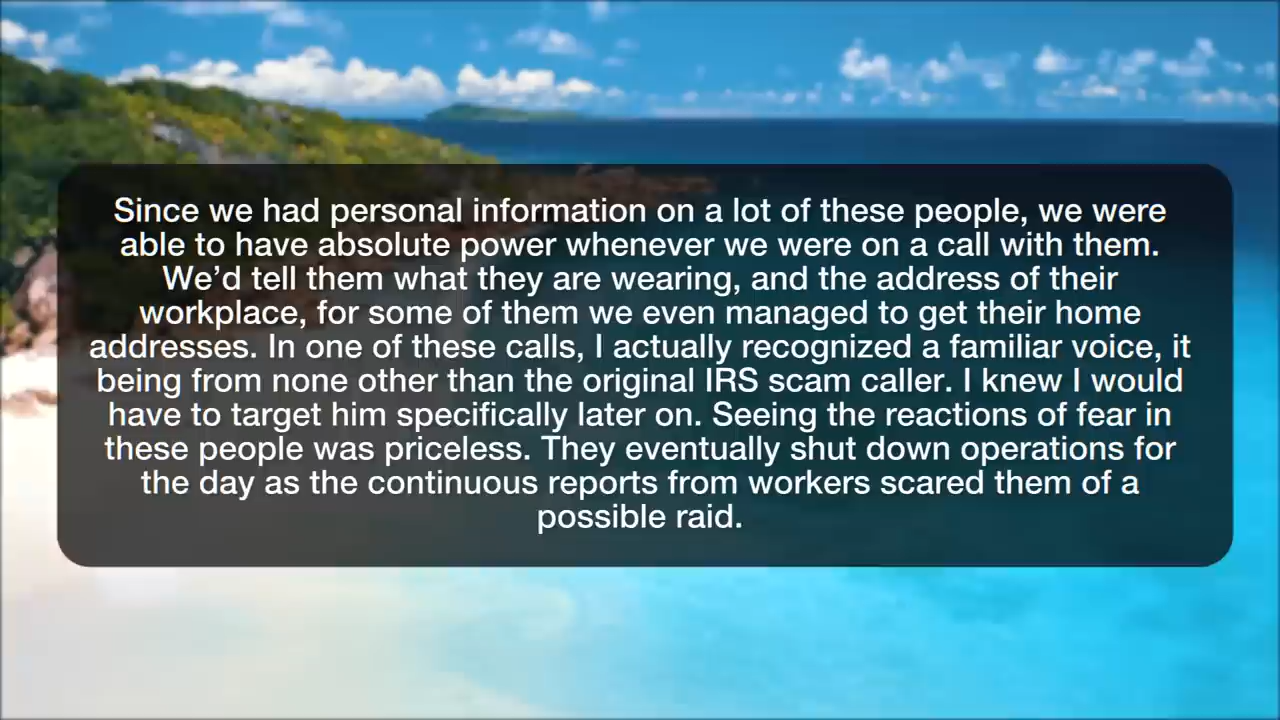 Since we had personal information on a lot of these people, we were
able to have absolute power whenever we were on a call with them.
We’d tell them what they are wearing, and the address of their
workplace, for some of them we even managed to get their home
addresses. In one of these calls, I actually recognized a familiar voice, it
being from none other than the original IRS scam caller. I knew I would
have to target him specifically later on. Seeing the reactions of fear in
these people was priceless. They eventually shut down operations for
the day as the continuous reports from workers scared them of a
possible raid.